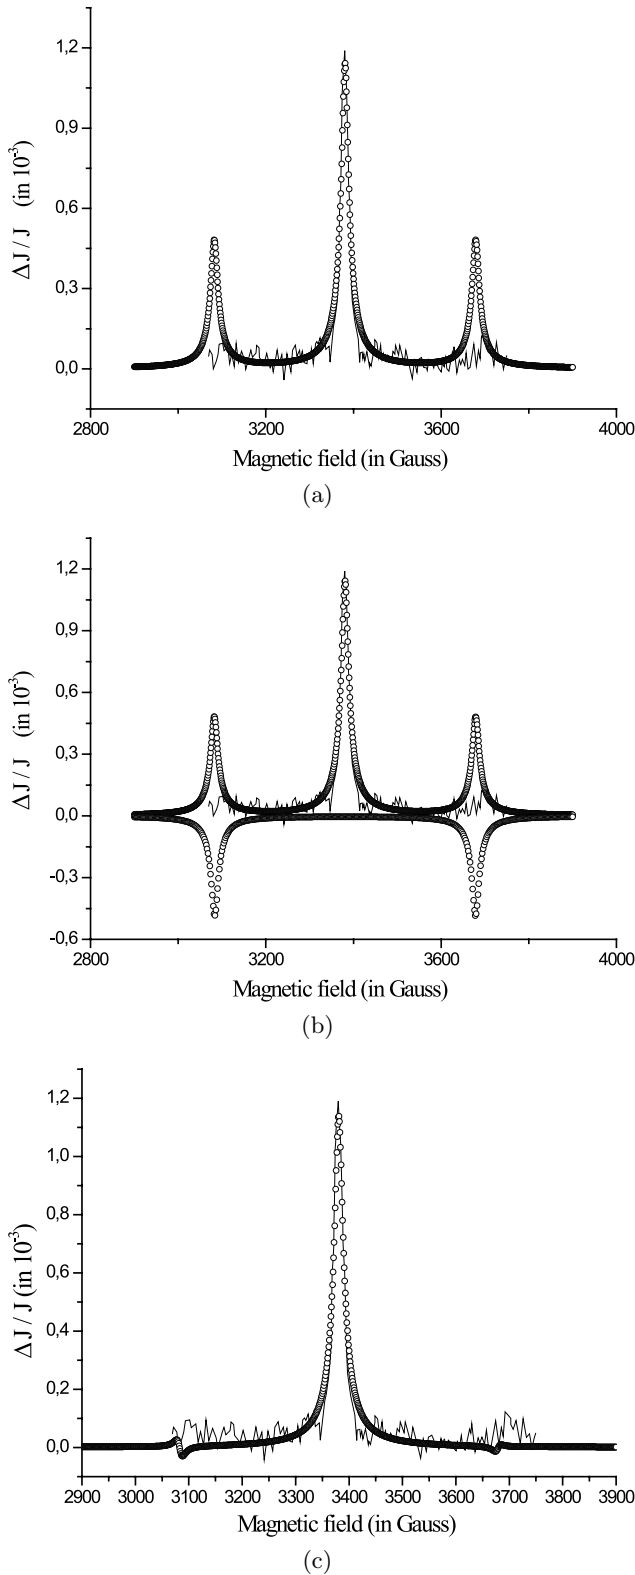 1,2
0,9
0,6
0,3
0,0
ΔJ / J (in 10⁻³)
2800 3200 3600 4000
Magnetic field (in Gauss)
(a)
1,2
0,9
0,6
0,3
0,0
-0,3
-0,6
ΔJ / J (in 10⁻³)
2800 3200 3600 4000
Magnetic field (in Gauss)
(b)
1,2
1,0
0,8
0,6
0,4
0,2
0,0
ΔJ / J (in 10⁻³)
2900 3000 3100 3200 3300 3400 3500 3600 3700 3800 3900
Magnetic field (in Gauss)
(c)